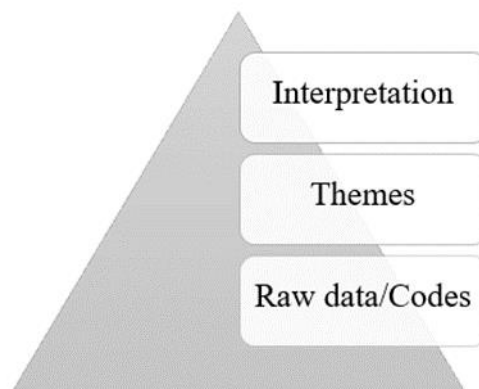 Interpretation
Themes
Raw data/Codes